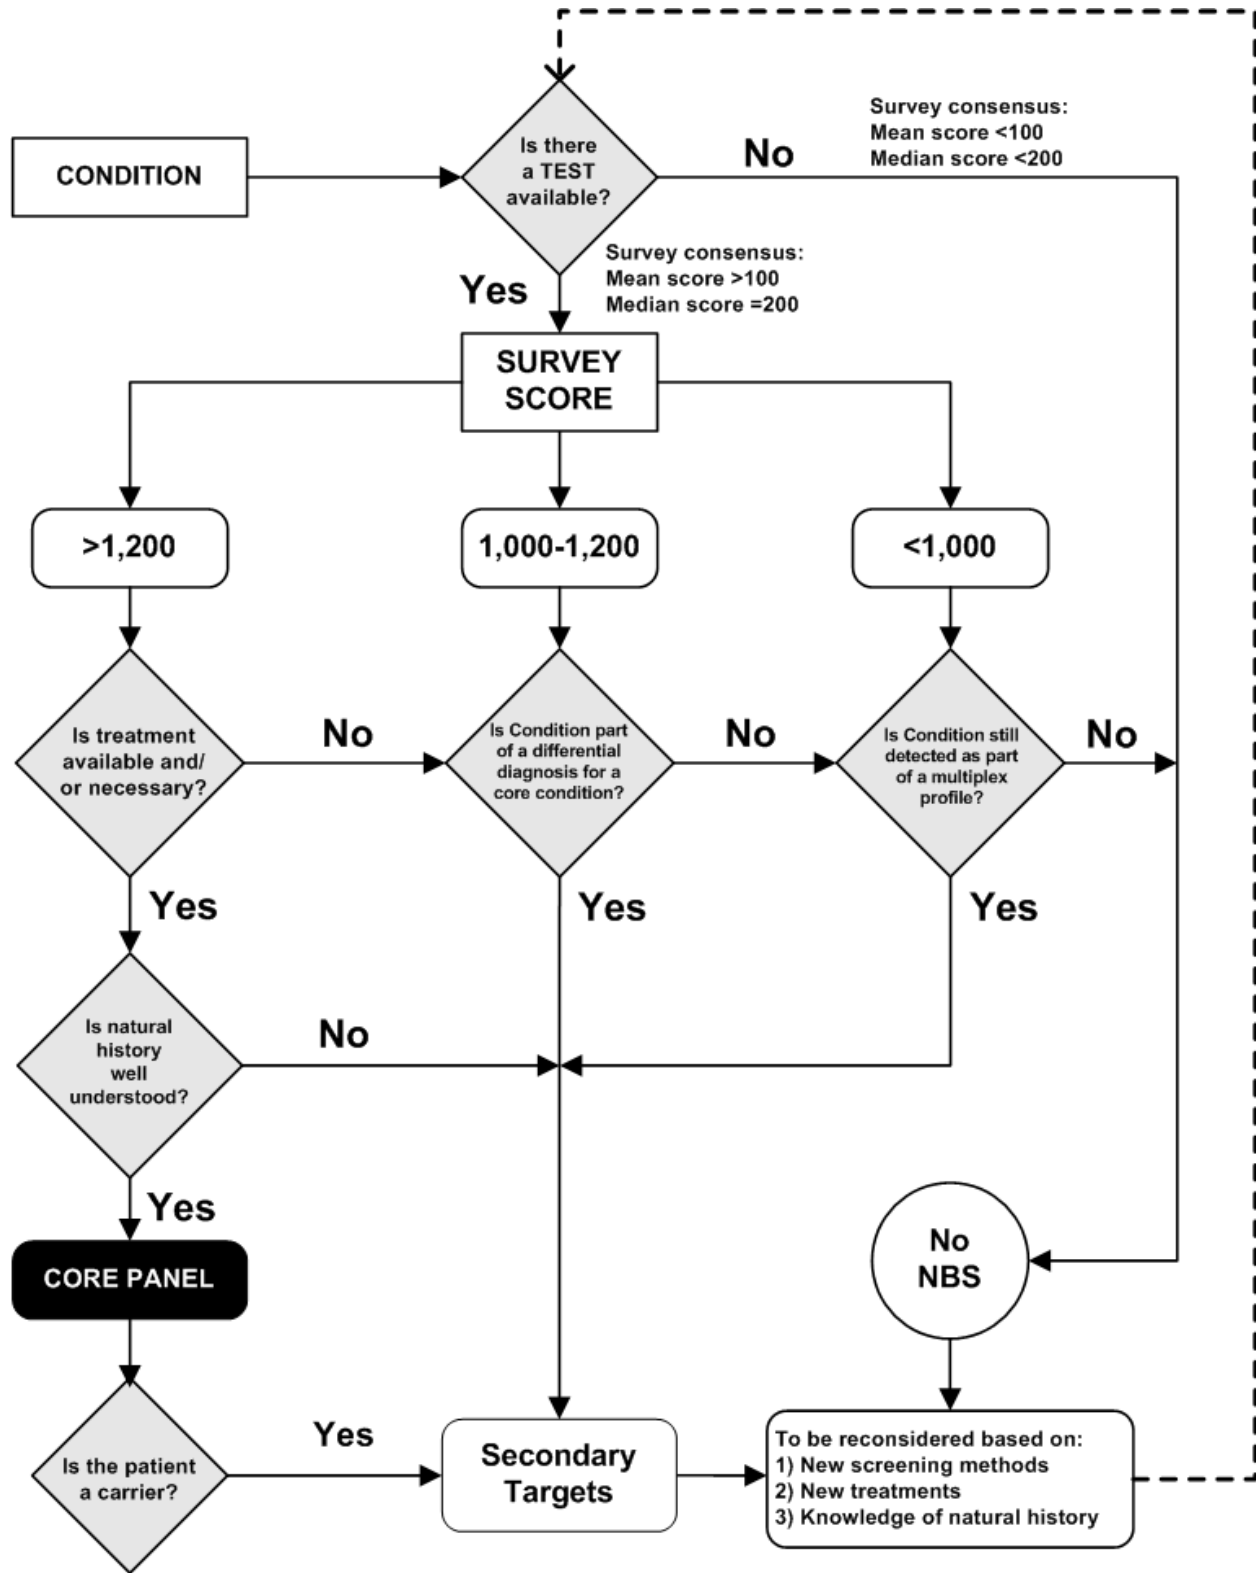 Is there
a TEST
available?
CONDITION
No
Survey consensus:
Mean score <100
Median score <200
Yes
Survey consensus:
Mean score >100
Median score =200
SURVEY
SCORE
>1,200
1,000-1,200
<1,000
Is treatment
available and/
or necessary?
No
Is Condition part
of a differential
diagnosis for a
core condition?
No
Is Condition still
detected as part
of a multiplex
profile?
No
Yes
Yes
Yes
Is natural
history
well
understood?
No
Yes
CORE PANEL
No
NBS
Is the patient
a carrier?
Yes
Secondary
Targets
To be reconsidered based on:
1) New screening methods
2) New treatments
3) Knowledge of natural history